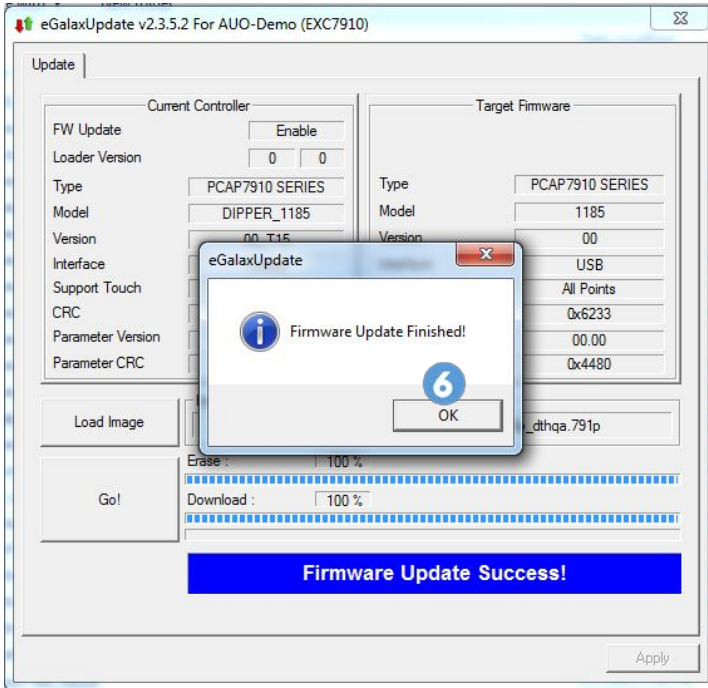 eGalaxUpdate v2.3.5.2 For AUO-Demo (EXC7910)
Update
Current Controller
FW Update Enable
Loader Version 0 0
Type PCAP7910 SERIES
Model DIPPER_1185
Version 00_T15
Interface
Support Touch
CRC
Parameter Version
Parameter CRC
Target Firmware
Type PCAP7910 SERIES
Model 1185
Version 00
USB
All Points
0x6233
00.00
0x4480
eGalaxUpdate
Firmware Update Finished!
6
OK
Load Image
_dthqa.791p
Go!
Erase : 100 %
Download : 100 %
Firmware Update Success!
Apply